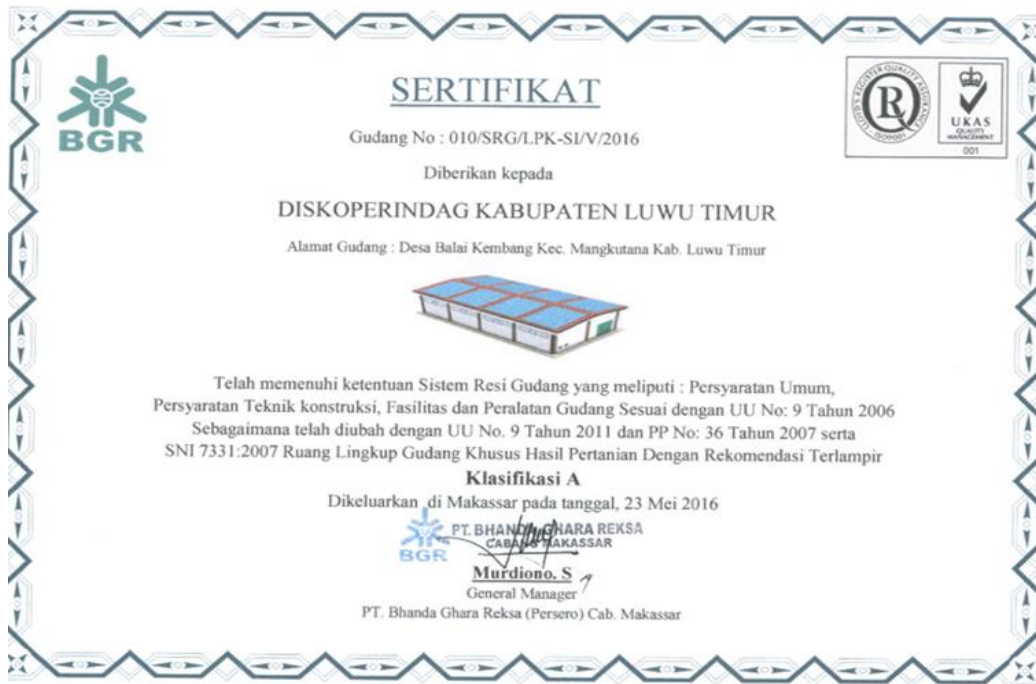 BGR
SERTIFIKAT
LLOYD'S REGISTER QUALITY ASSURANCE
ISO9001
UKAS
QUALITY
MANAGEMENT
001
Gudang No : 010/SRG/LPK-SI/V/2016
Diberikan kepada
DISKOPERINDAG KABUPATEN LUWU TIMUR
Alamat Gudang : Desa Balai Kembang Kec. Mangkutana Kab. Luwu Timur
Telah memenuhi ketentuan Sistem Resi Gudang yang meliputi : Persyaratan Umum,
Persyaratan Teknik konstruksi, Fasilitas dan Peralatan Gudang Sesuai dengan UU No: 9 Tahun 2006
Sebagaimana telah diubah dengan UU No. 9 Tahun 2011 dan PP No: 36 Tahun 2007 serta
SNI 7331:2007 Ruang Lingkup Gudang Khusus Hasil Pertanian Dengan Rekomendasi Terlampir
Klasifikasi A
Dikeluarkan di Makassar pada tanggal, 23 Mei 2016
PT. BHANDA GHARA REKSA
CABANG MAKASSAR
BGR
Murdiono. S
General Manager
PT. Bhanda Ghara Reksa (Persero) Cab. Makassar